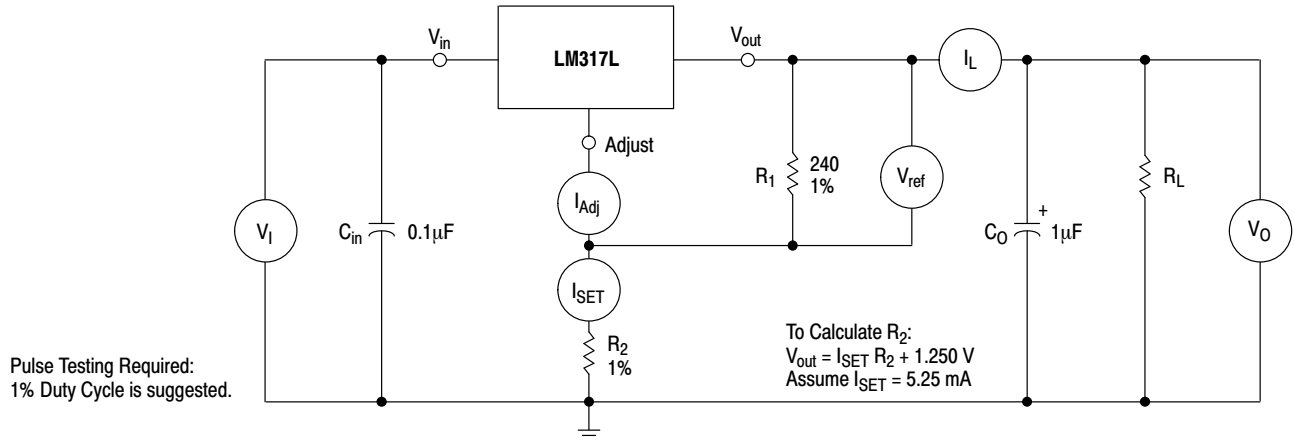 V_in
LM317L
V_out
I_L
Adjust
R_1
240
1%
V_ref
R_L
I_Adj
V_I
C_in
0.1μF
C_O
+
1μF
V_O
I_SET
R_2
1%
To Calculate R_2:
V_out = I_SET R_2 + 1.250 V
Assume I_SET = 5.25 mA
Pulse Testing Required:
1% Duty Cycle is suggested.